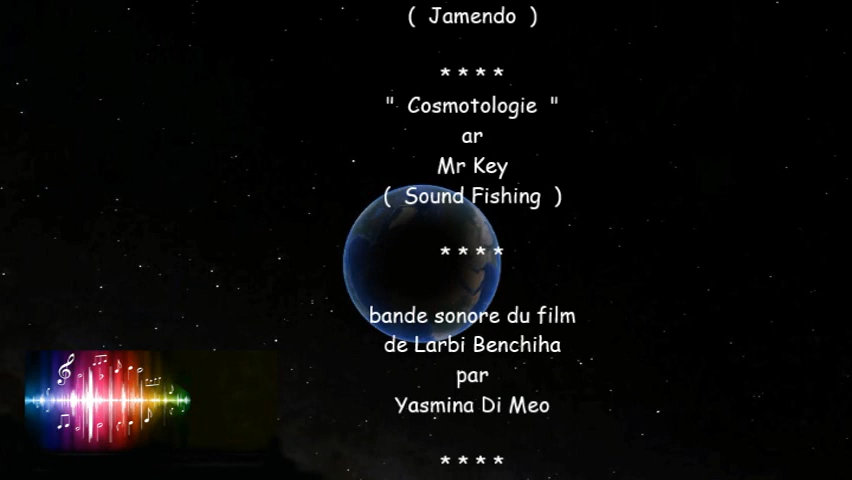 ( Jamendo )
* * * *
" Cosmotologie "
ar
Mr Key
( Sound Fishing )
* * * *
bande sonore du film
de Larbi Benchiha
par
Yasmina Di Meo
* * * *